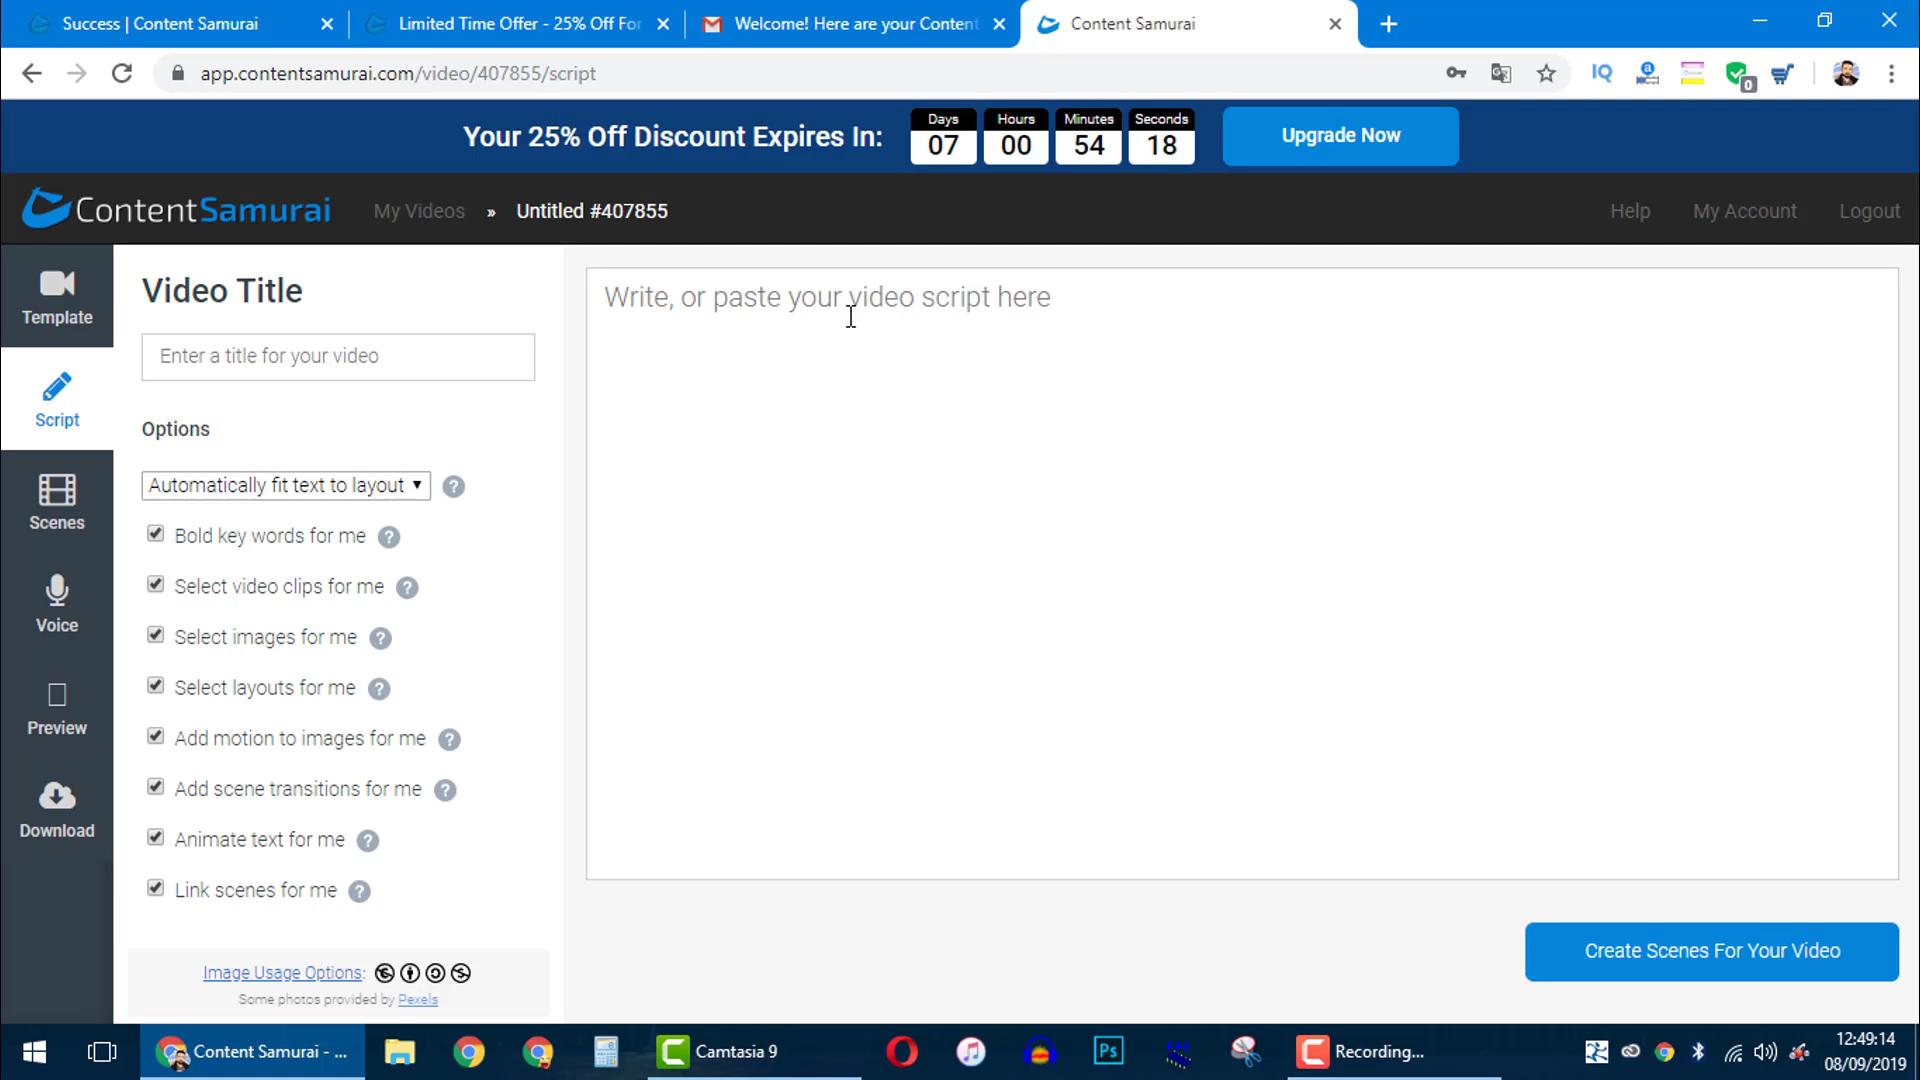 Success | Content Samurai
Limited Time Offer - 25% Off For
Welcome! Here are your Content
Content Samurai
app.contentsamurai.com/video/407855/script
IQ
a
0
Your 25% Off Discount Expires In:
Days
Hours
Minutes
Seconds
07
00
54
18
Upgrade Now
ContentSamurai
My Videos » Untitled #407855
Help
My Account
Logout
Template
Script
Scenes
Voice
Preview
Download
Video Title
Enter a title for your video
Options
Automatically fit text to layout
Bold key words for me
Select video clips for me
Select images for me
Select layouts for me
Add motion to images for me
Add scene transitions for me
Animate text for me
Link scenes for me
Image Usage Options:
Some photos provided by Pexels
Write, or paste your video script here
Create Scenes For Your Video
Content Samurai - ...
Camtasia 9
Ps
Recording...
12:49:14
08/09/2019